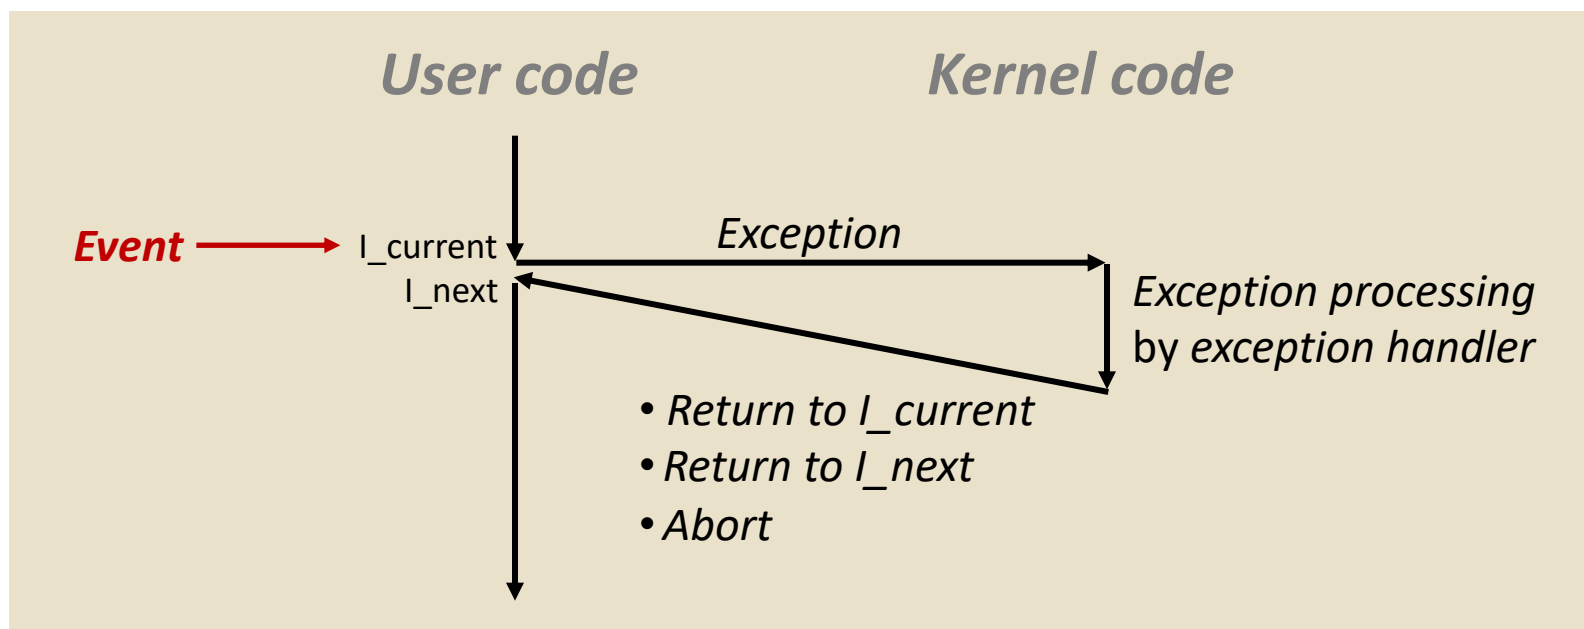 User code
Kernel code
Event
I_current
Exception
I_next
Exception processing
by exception handler
• Return to I_current
• Return to I_next
• Abort